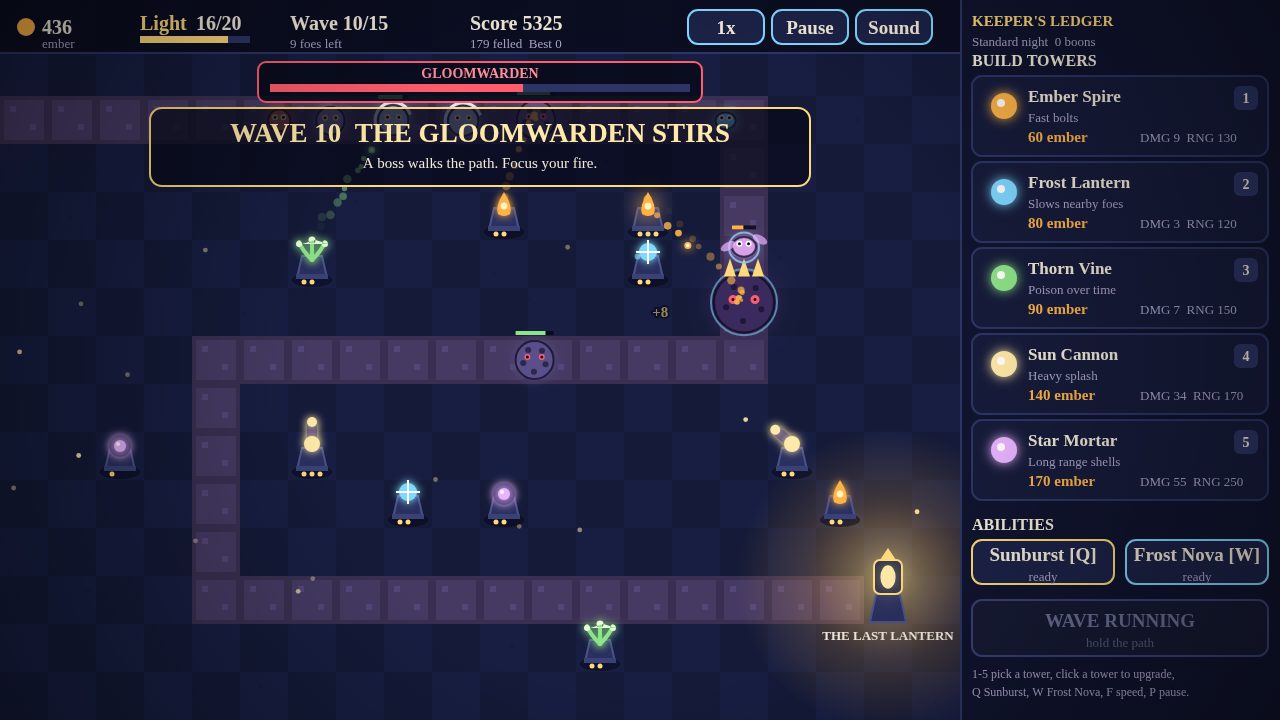 436
ember
Light 16/20
Wave 10/15
9 foes left
Score 5325
179 felled Best 0
1x
Pause
Sound
GLOOMWARDEN
WAVE 10 THE GLOOMWARDEN STIRS
A boss walks the path. Focus your fire.
+8
THE LAST LANTERN
KEEPER'S LEDGER
Standard night 0 boons
BUILD TOWERS
Ember Spire
1
Fast bolts
60 ember
DMG 9 RNG 130
Frost Lantern
2
Slows nearby foes
80 ember
DMG 3 RNG 120
Thorn Vine
3
Poison over time
90 ember
DMG 7 RNG 150
Sun Cannon
4
Heavy splash
140 ember
DMG 34 RNG 170
Star Mortar
5
Long range shells
170 ember
DMG 55 RNG 250
ABILITIES
Sunburst [Q]
ready
Frost Nova [W]
ready
WAVE RUNNING
hold the path
1-5 pick a tower, click a tower to upgrade,
Q Sunburst, W Frost Nova, F speed, P pause.